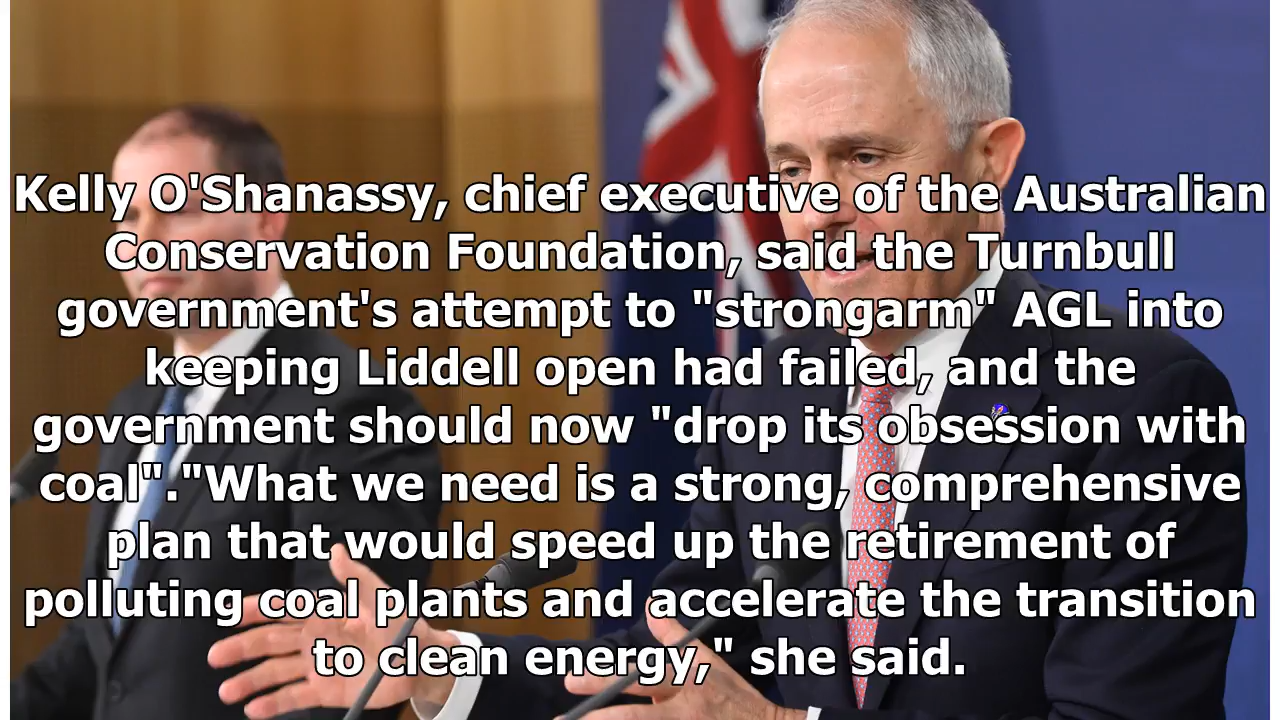 Kelly O'Shanassy, chief executive of the Australian
Conservation Foundation, said the Turnbull
government's attempt to "strongarm" AGL into
keeping Liddell open had failed, and the
government should now "drop its obsession with
coal"."What we need is a strong, comprehensive
plan that would speed up the retirement of
polluting coal plants and accelerate the transition
to clean energy," she said.